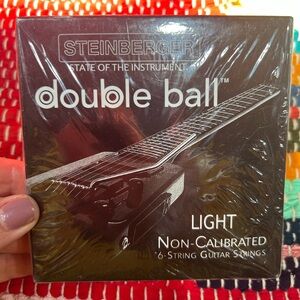 STEINBERGER
STATE OF THE INSTRUMENT
double ball™
LIGHT
NON-CALIBRATED
6-STRING GUITAR STRINGS